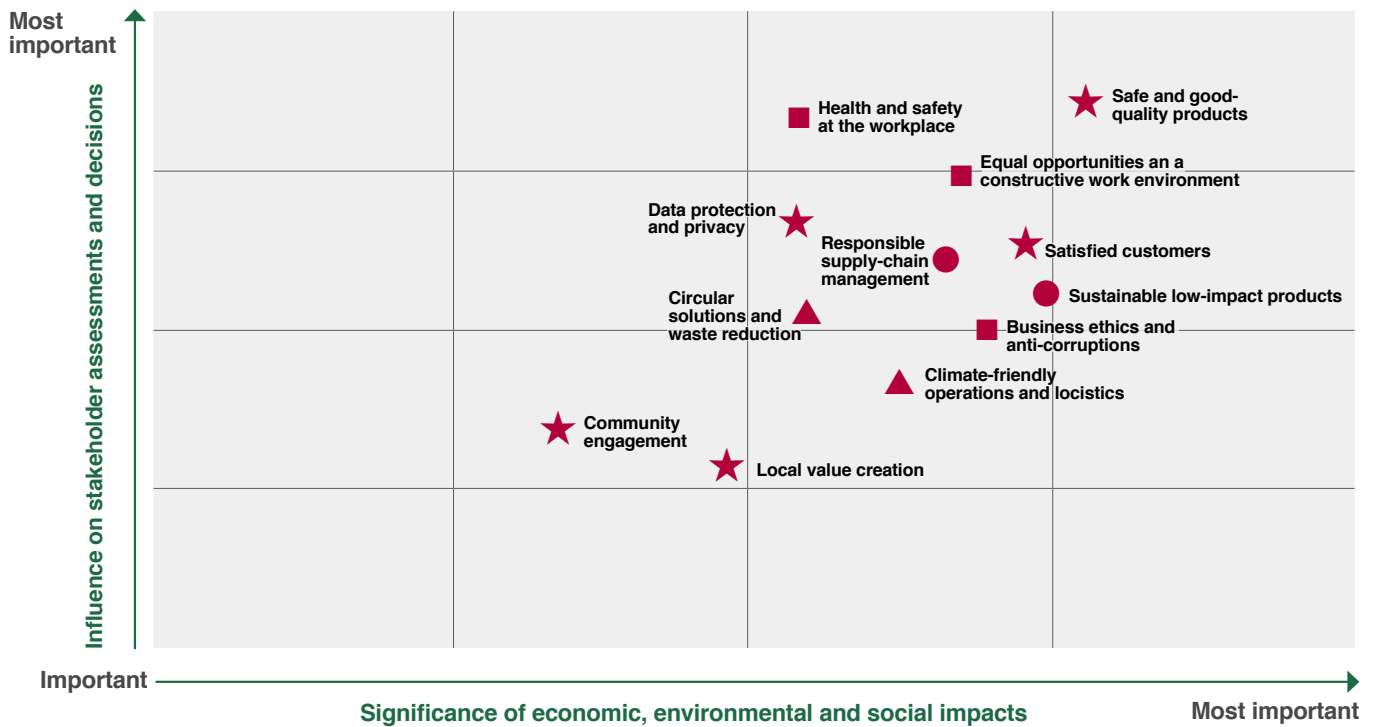 Most
important
Influence on stakeholder assessments and decisions
Health and safety
at the workplace
Safe and good-
quality products
Equal opportunities an a
constructive work environment
Data protection
and privacy
Responsible
supply-chain
management
Satisfied customers
Sustainable low-impact products
Circular
solutions and
waste reduction
Business ethics and
anti-corruptions
Climate-friendly
operations and locistics
Community
engagement
Local value creation
Important
Most important
Significance of economic, environmental and social impacts